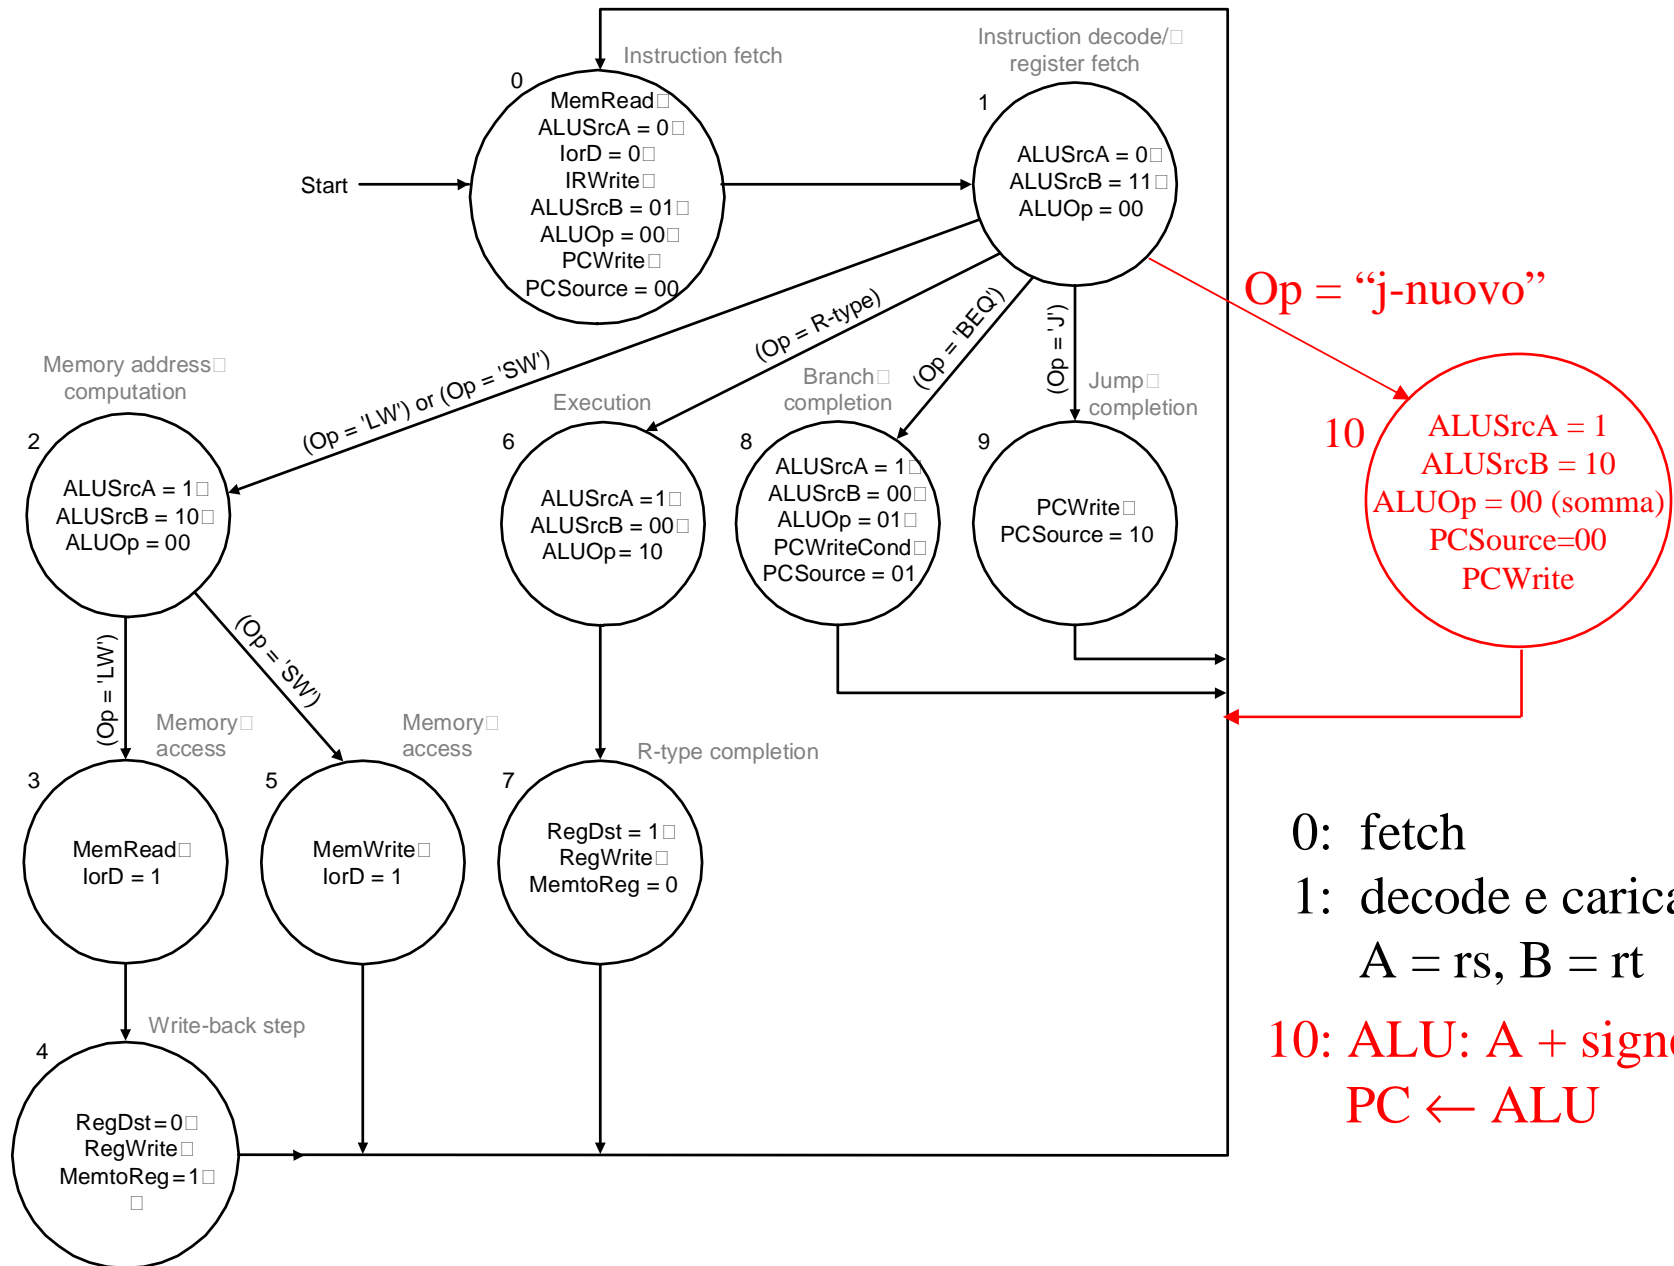 Instruction fetch
0
MemRead
ALUSrcA = 0
IorD = 0
IRWrite
ALUSrcB = 01
ALUOp = 00
PCWrite
PCSource = 00
Start
Instruction decode/
register fetch
1
ALUSrcA = 0
ALUSrcB = 11
ALUOp = 00
Op = “j-nuovo”
(Op = 'LW') or (Op = 'SW')
(Op = R-type)
(Op = 'BEQ')
(Op = 'J')
Memory address
computation
2
ALUSrcA = 1
ALUSrcB = 10
ALUOp = 00
Execution
6
ALUSrcA =1
ALUSrcB = 00
ALUOp= 10
Branch
completion
8
ALUSrcA = 1
ALUSrcB = 00
ALUOp = 01
PCWriteCond
PCSource = 01
Jump
completion
9
PCWrite
PCSource = 10
10
ALUSrcA = 1
ALUSrcB = 10
ALUOp = 00 (somma)
PCSource=00
PCWrite
(Op = 'LW')
(Op = 'SW')
Memory
access
3
MemRead
IorD = 1
Memory
access
5
MemWrite
IorD = 1
R-type completion
7
RegDst = 1
RegWrite
MemtoReg = 0
Write-back step
4
RegDst=0
RegWrite
MemtoReg=1
0: fetch
1: decode e carica
A = rs, B = rt
10: ALU: A + signe
PC ← ALU